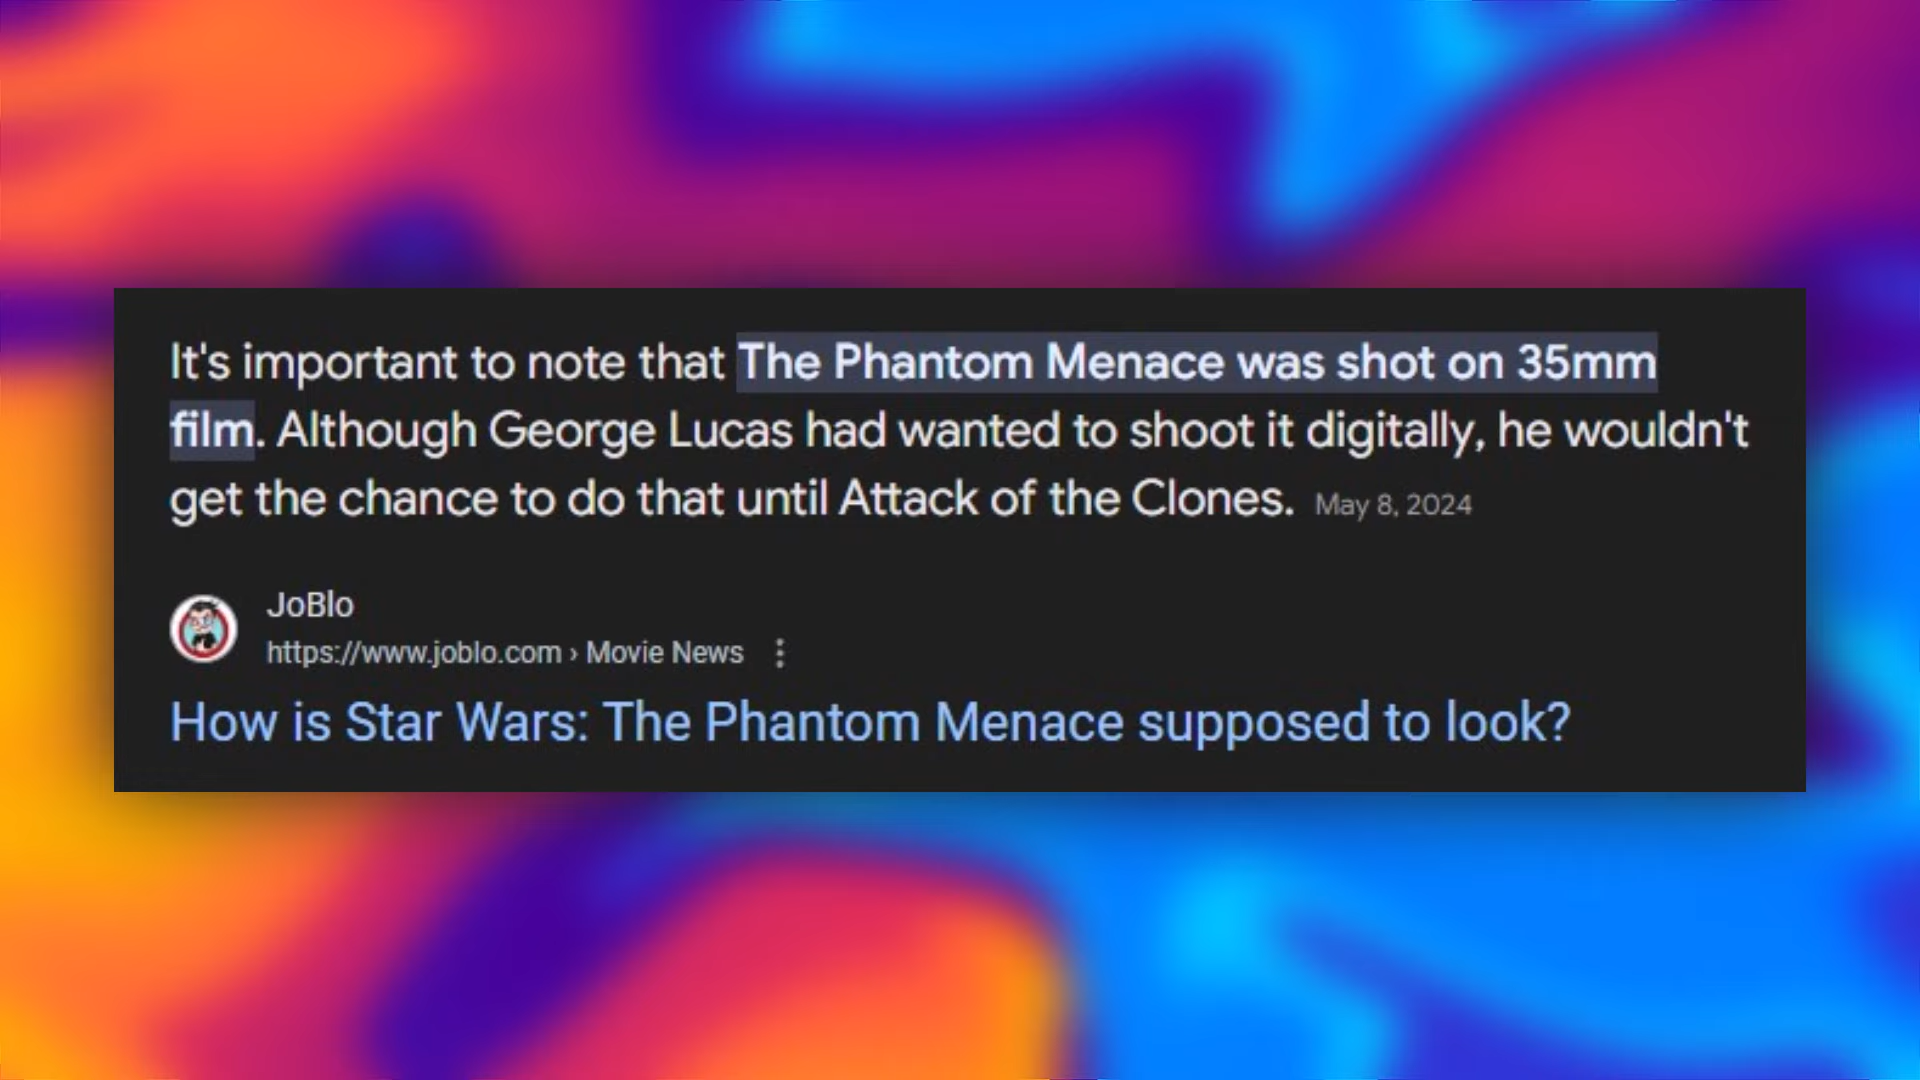 It's important to note that The Phantom Menace was shot on 35mm
film. Although George Lucas had wanted to shoot it digitally, he wouldn't
get the chance to do that until Attack of the Clones. May 8, 2024
JoBlo
https://www.joblo.com › Movie News
How is Star Wars: The Phantom Menace supposed to look?